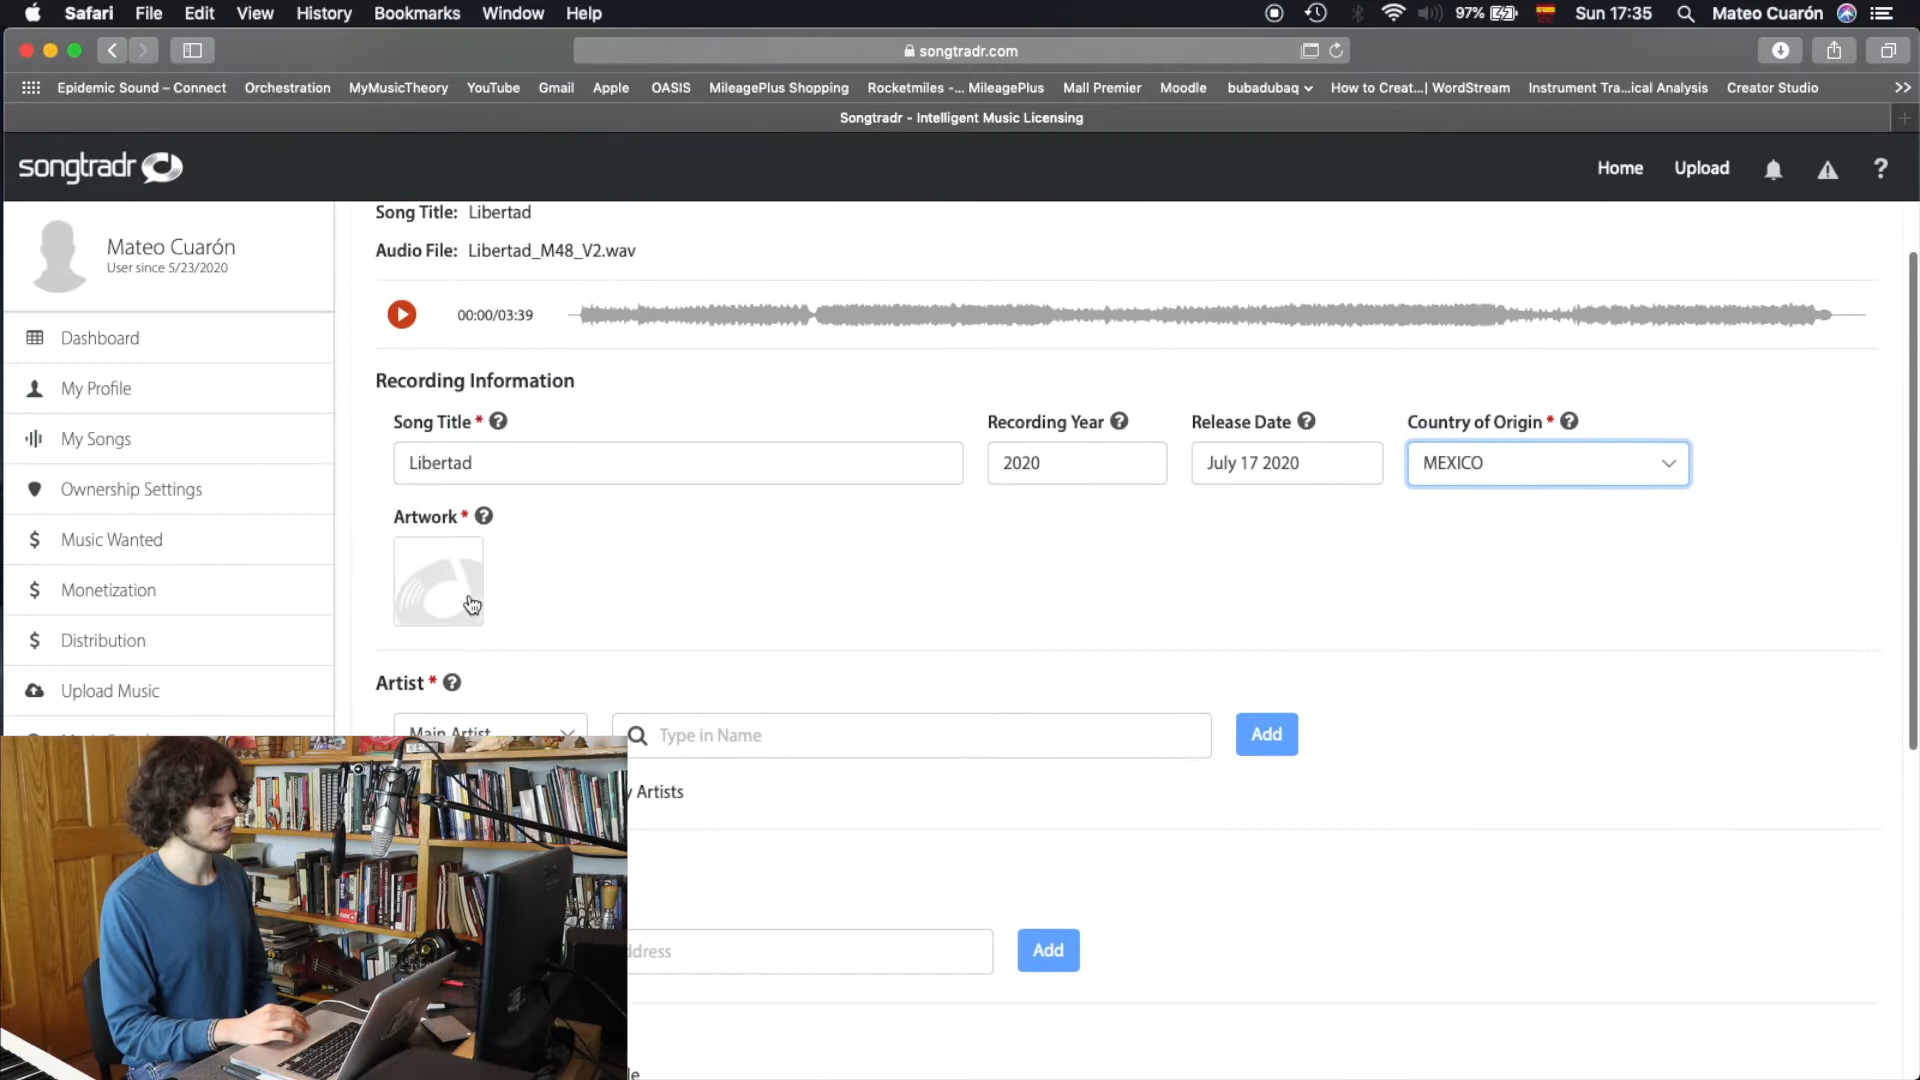 Safari File Edit View History Bookmarks Window Help 97% Sun 17:35 Mateo Cuarón
songtradr.com
Epidemic Sound – Connect Orchestration MyMusicTheory YouTube Gmail Apple OASIS MileagePlus Shopping Rocketmiles -... MileagePlus Mall Premier Moodle bubadubaq How to Creat...| WordStream Instrument Tra...ical Analysis Creator Studio >>
Songtradr - Intelligent Music Licensing
songtradr Home Upload ?
Song Title: Libertad
Audio File: Libertad_M48_V2.wav
Mateo Cuarón
User since 5/23/2020
00:00/03:39
Dashboard
My Profile
My Songs
Ownership Settings
$ Music Wanted
$ Monetization
$ Distribution
Upload Music
Recording Information
Song Title * ? Recording Year ? Release Date ? Country of Origin * ?
Libertad 2020 July 17 2020 MEXICO
Artwork * ?
Artist * ?
Main Artist Type in Name Add
y Artists
ddress Add
le